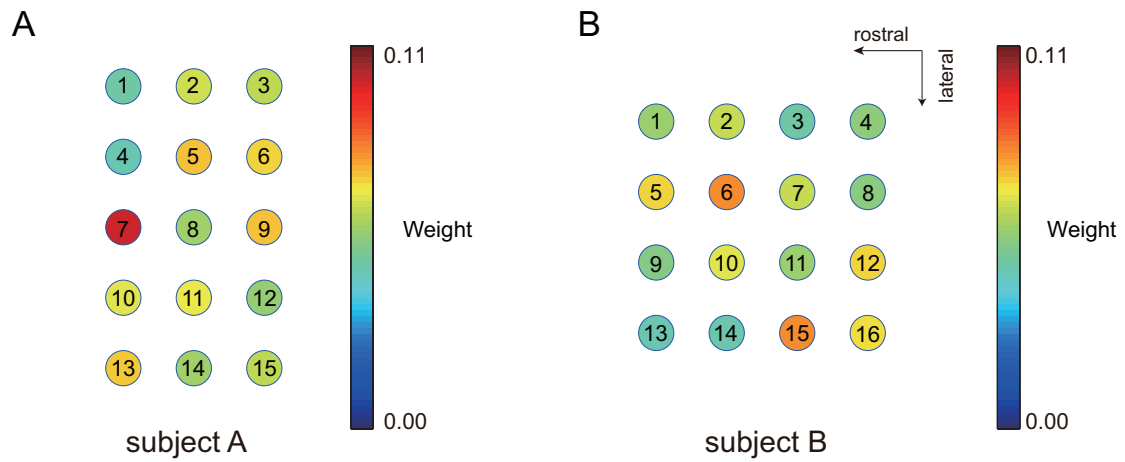 A
B
rostral
lateral
0.11
0.11
1 2 3
1 2 3 4
4 5 6
5 6 7 8
7 8 9
Weight
Weight
9 10 11 12
10 11 12
13 14 15 16
13 14 15
0.00
0.00
subject A
subject B